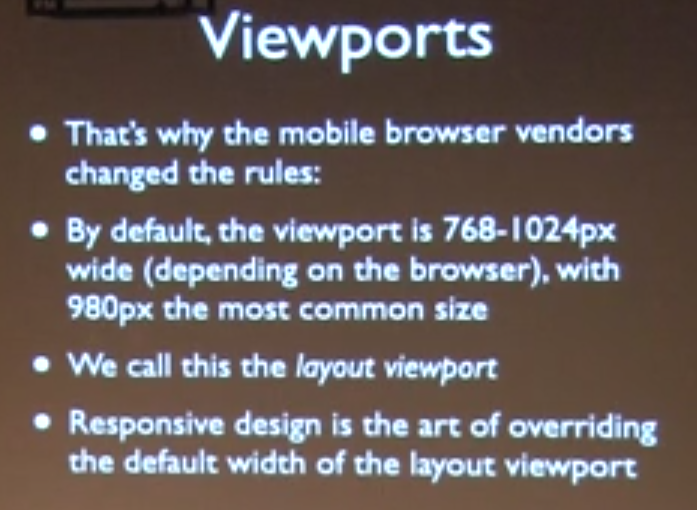 Viewports
• That's why the mobile browser vendors
changed the rules:
• By default, the viewport is 768-1024px
wide (depending on the browser), with
980px the most common size
• We call this the layout viewport
• Responsive design is the art of overriding
the default width of the layout viewport